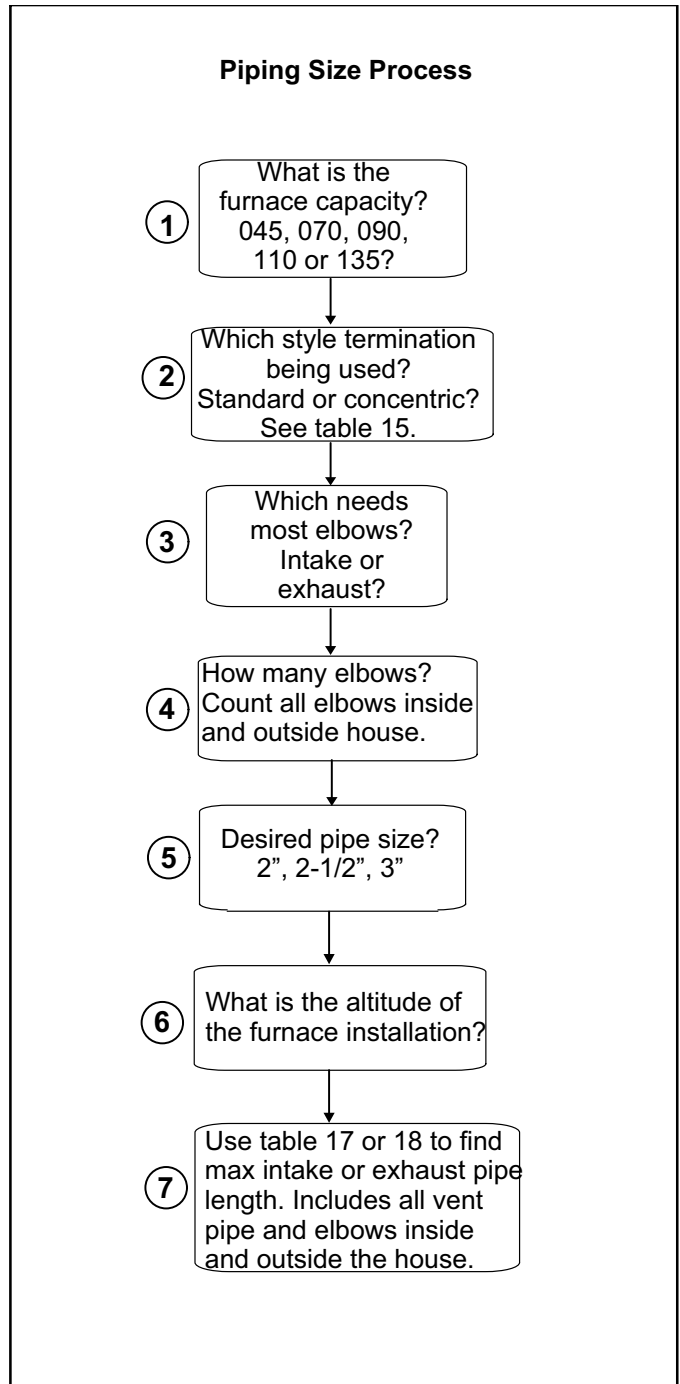 Piping Size Process
1
What is the
furnace capacity?
045, 070, 090,
110 or 135?
2
Which style termination
being used?
Standard or concentric?
See table 15.
3
Which needs
most elbows?
Intake or
exhaust?
4
How many elbows?
Count all elbows inside
and outside house.
5
Desired pipe size?
2”, 2-1/2”, 3”
6
What is the altitude of
the furnace installation?
7
Use table 17 or 18 to find
max intake or exhaust pipe
length. Includes all vent
pipe and elbows inside
and outside the house.